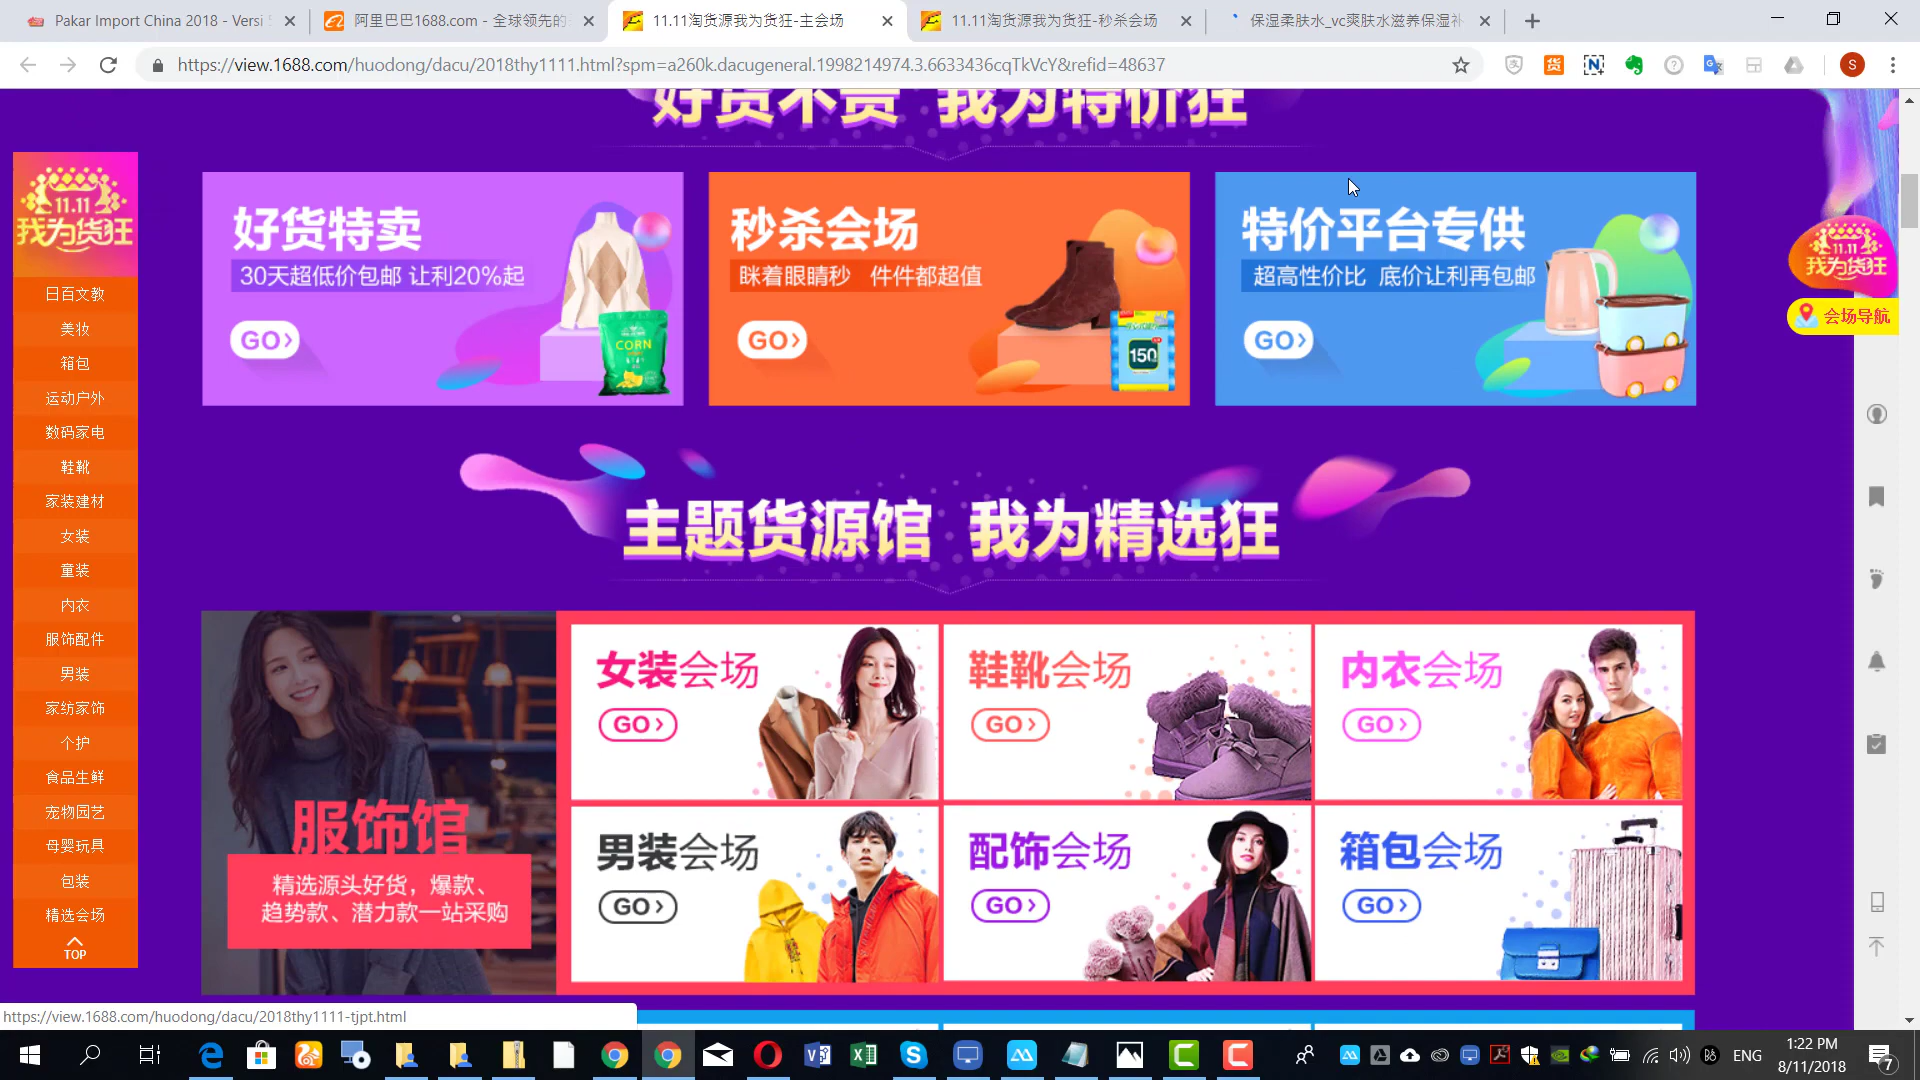 Pakar Import China 2018 - Versi
阿里巴巴1688.com - 全球领先的
11.11淘货源我为货狂-主会场
11.11淘货源我为货狂-秒杀会场
保湿柔肤水_vc爽肤水滋养保湿补
https://view.1688.com/huodong/dacu/2018thy1111.html?spm=a260k.dacugeneral.1998214974.3.6633436cqTkVcY&refid=48637
S
好货不贵 我为特价狂
11.11
我为货狂
日百文教
美妆
箱包
运动户外
数码家电
鞋靴
家装建材
女装
童装
内衣
服饰配件
男装
家纺家饰
个护
食品生鲜
宠物园艺
母婴玩具
包装
精选会场
TOP
好货特卖
30天超低价包邮 让利20%起
GO
CORN
秒杀会场
眯着眼睛秒 件件都超值
GO
150
特价平台专供
超高性价比 底价让利再包邮
GO
11.11
我为货狂
会场导航
主题货源馆 我为精选狂
服饰馆
精选源头好货，爆款、
趋势款、潜力款一站采购
女装会场
GO
鞋靴会场
GO
内衣会场
GO
男装会场
GO
配饰会场
GO
箱包会场
GO
https://view.1688.com/huodong/dacu/2018thy1111-tjpt.html
ENG
1:22 PM
8/11/2018
7